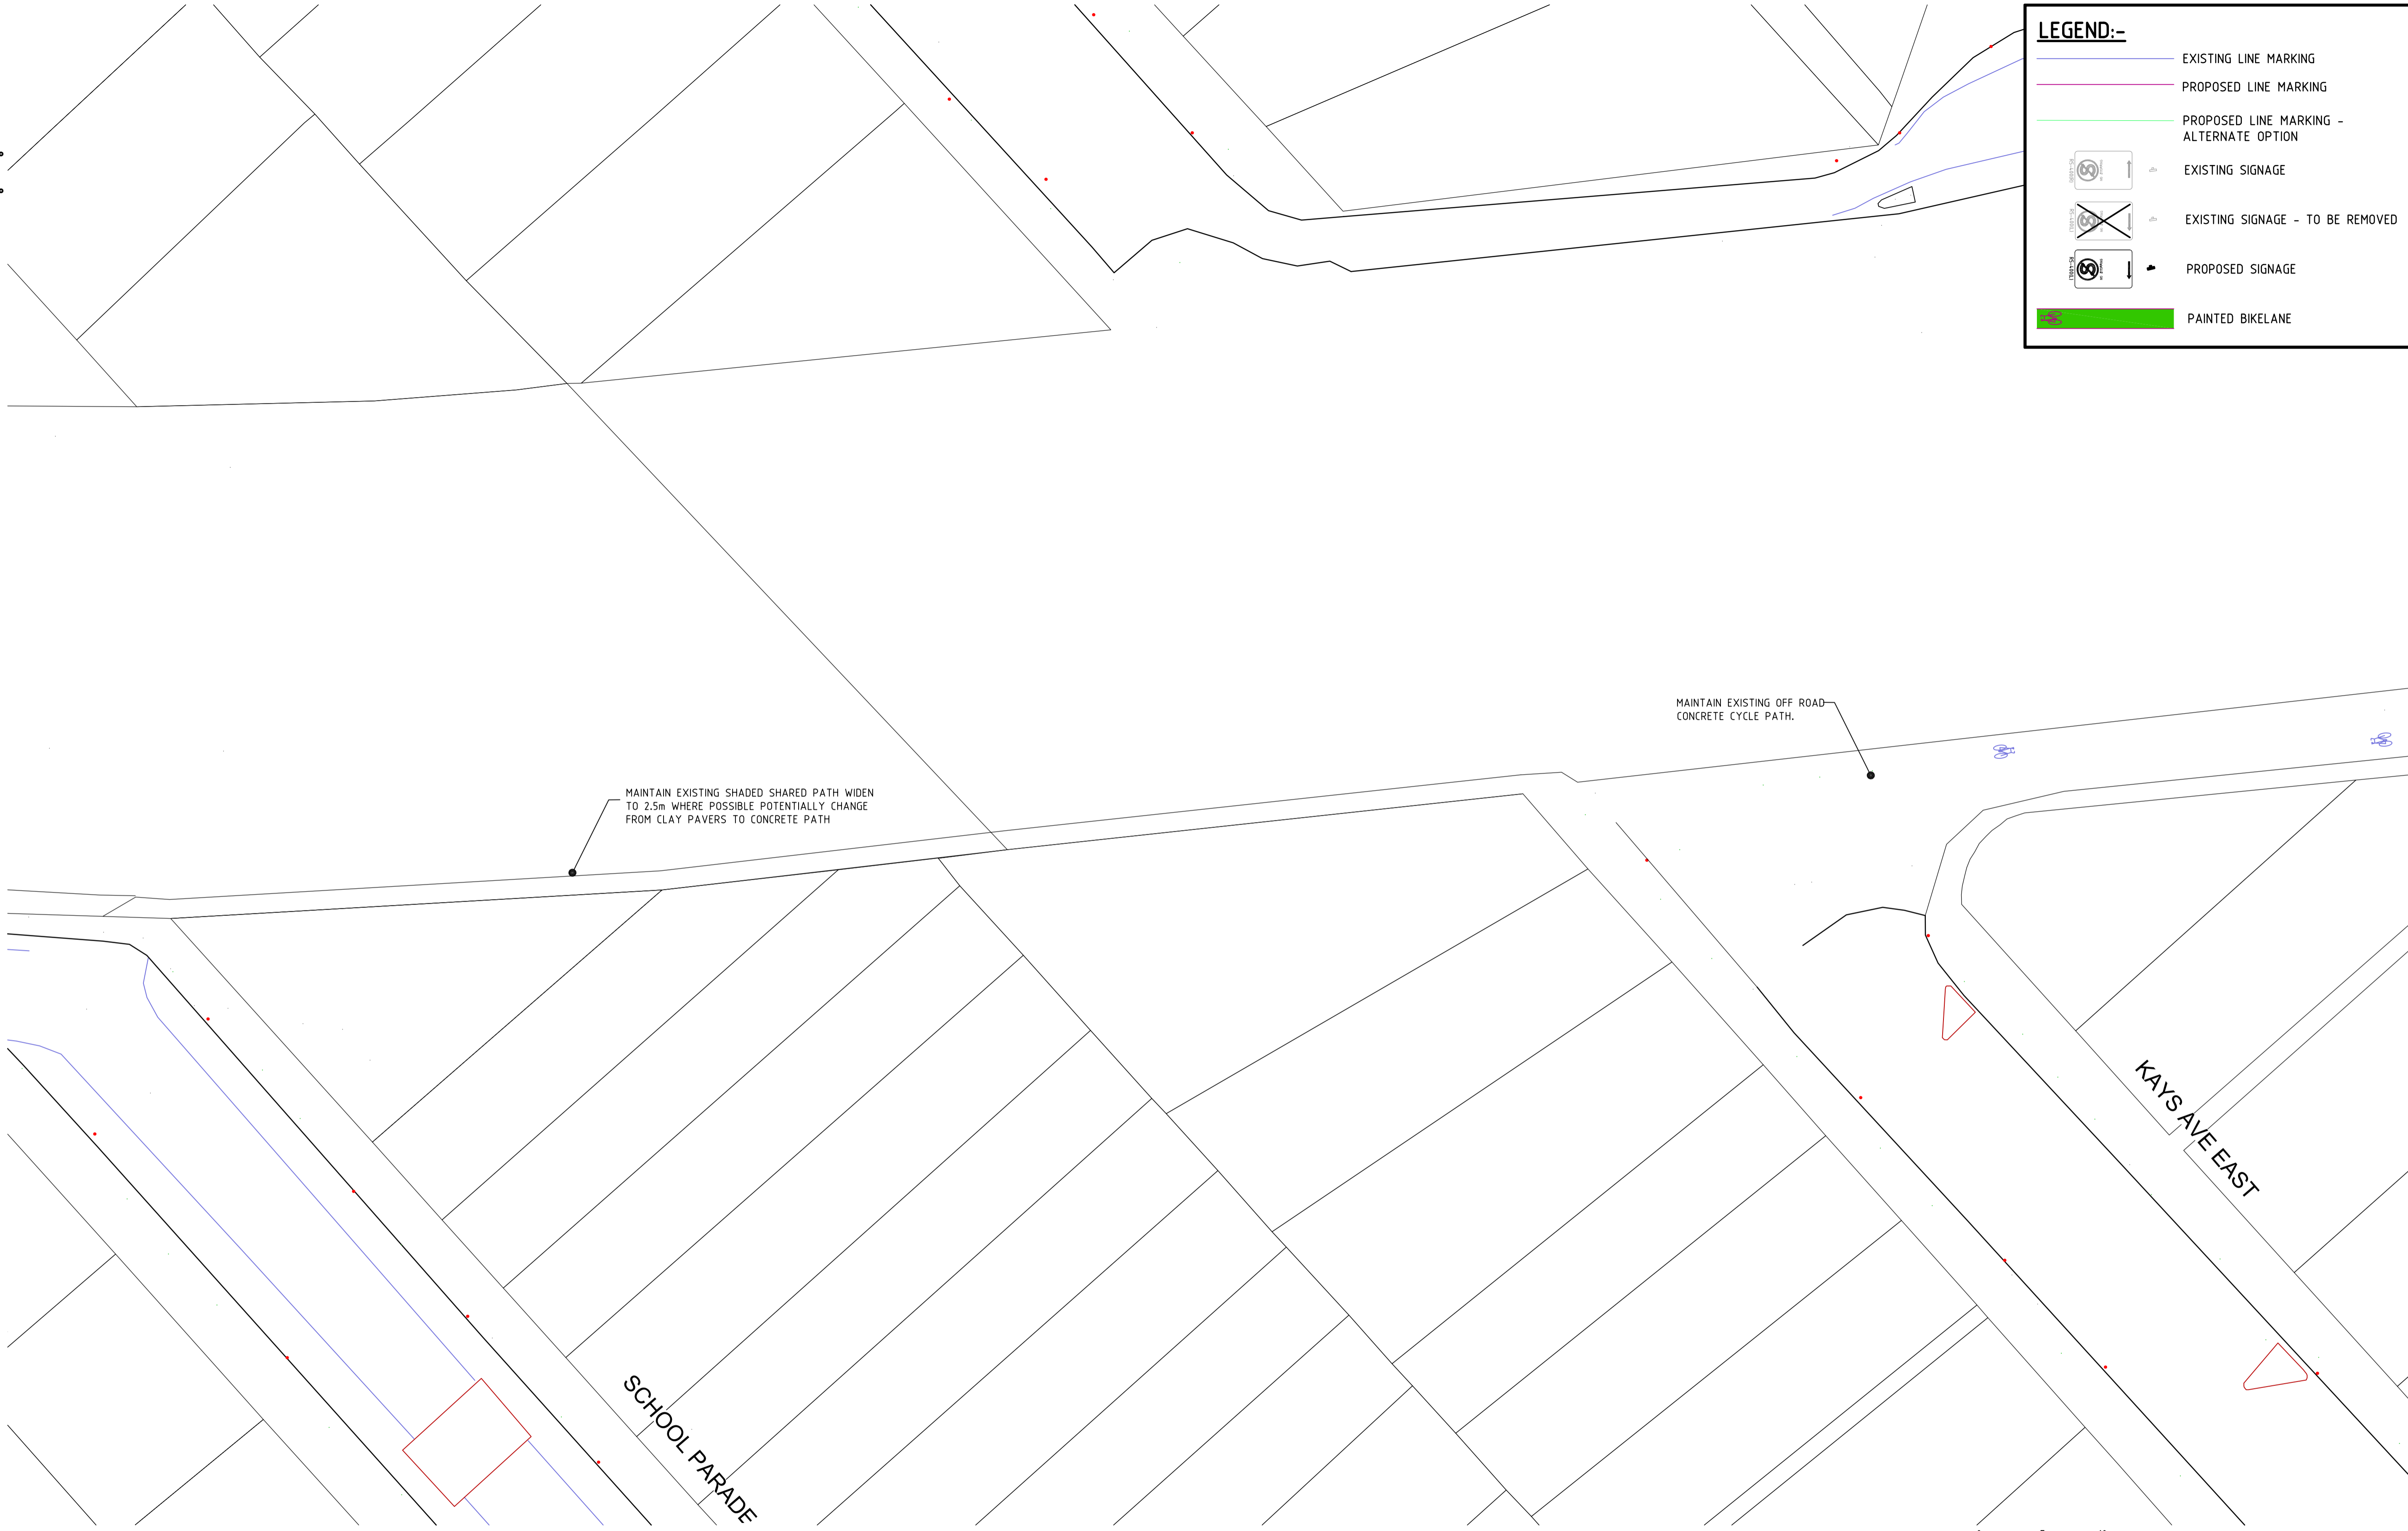 LEGEND:-
EXISTING LINE MARKING
PROPOSED LINE MARKING
PROPOSED LINE MARKING -
ALTERNATE OPTION
EXISTING SIGNAGE
EXISTING SIGNAGE - TO BE REMOVED
PROPOSED SIGNAGE
PAINTED BIKELANE
MAINTAIN EXISTING OFF ROAD
CONCRETE CYCLE PATH.
MAINTAIN EXISTING SHADED SHARED PATH WIDEN
TO 2.5m WHERE POSSIBLE POTENTIALLY CHANGE
FROM CLAY PAVERS TO CONCRETE PATH
KAYS AVE EAST
SCHOOL PARADE